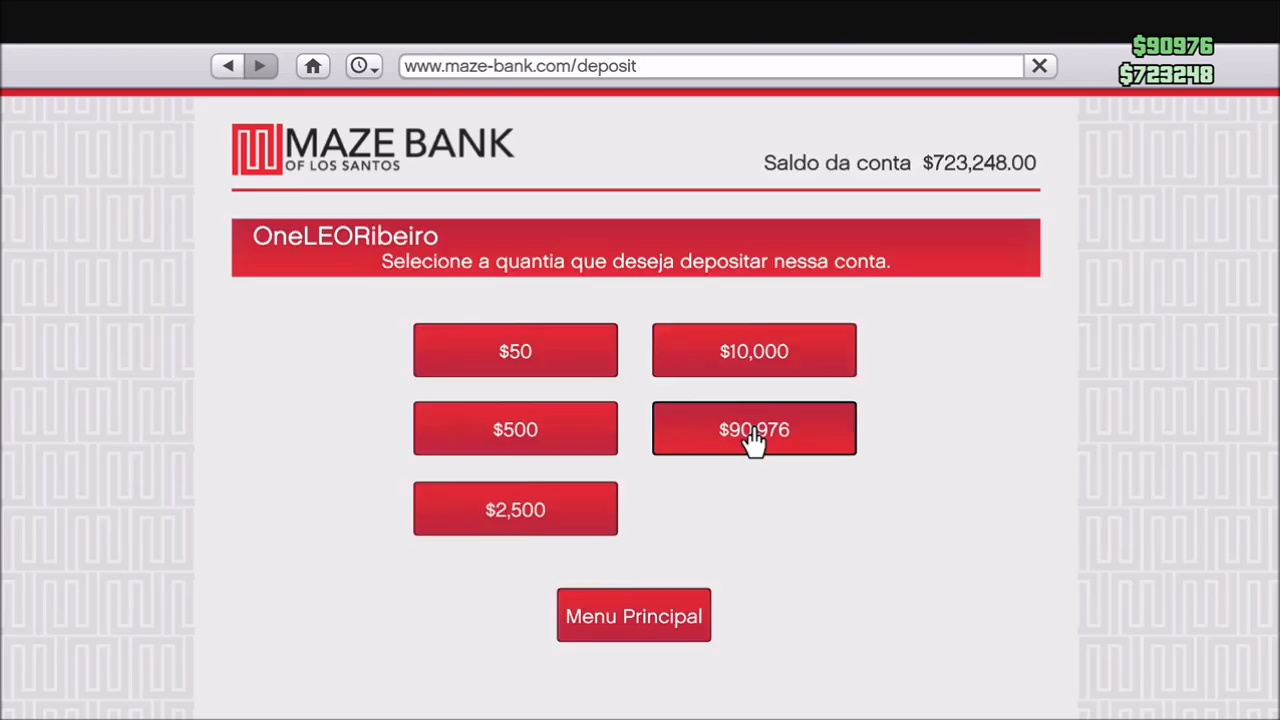 $90976
www.maze-bank.com/deposit
$723248
MAZE BANK
OF LOS SANTOS
Saldo da conta $723,248.00
OneLEORibeiro
Selecione a quantia que deseja depositar nessa conta.
$50
$10,000
$500
$90,976
$2,500
Menu Principal